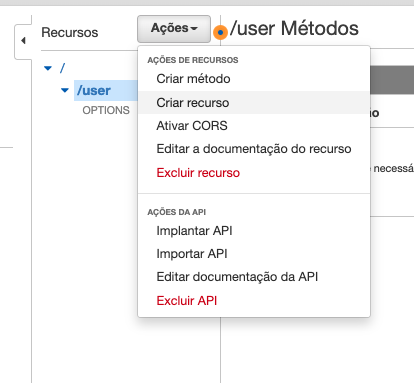 Recursos
Ações
/user Métodos
/
/user
OPTIONS
AÇÕES DE RECURSOS
Criar método
Criar recurso
Ativar CORS
Editar a documentação do recurso
Excluir recurso
AÇÕES DA API
Implantar API
Importar API
Editar documentação da API
Excluir API